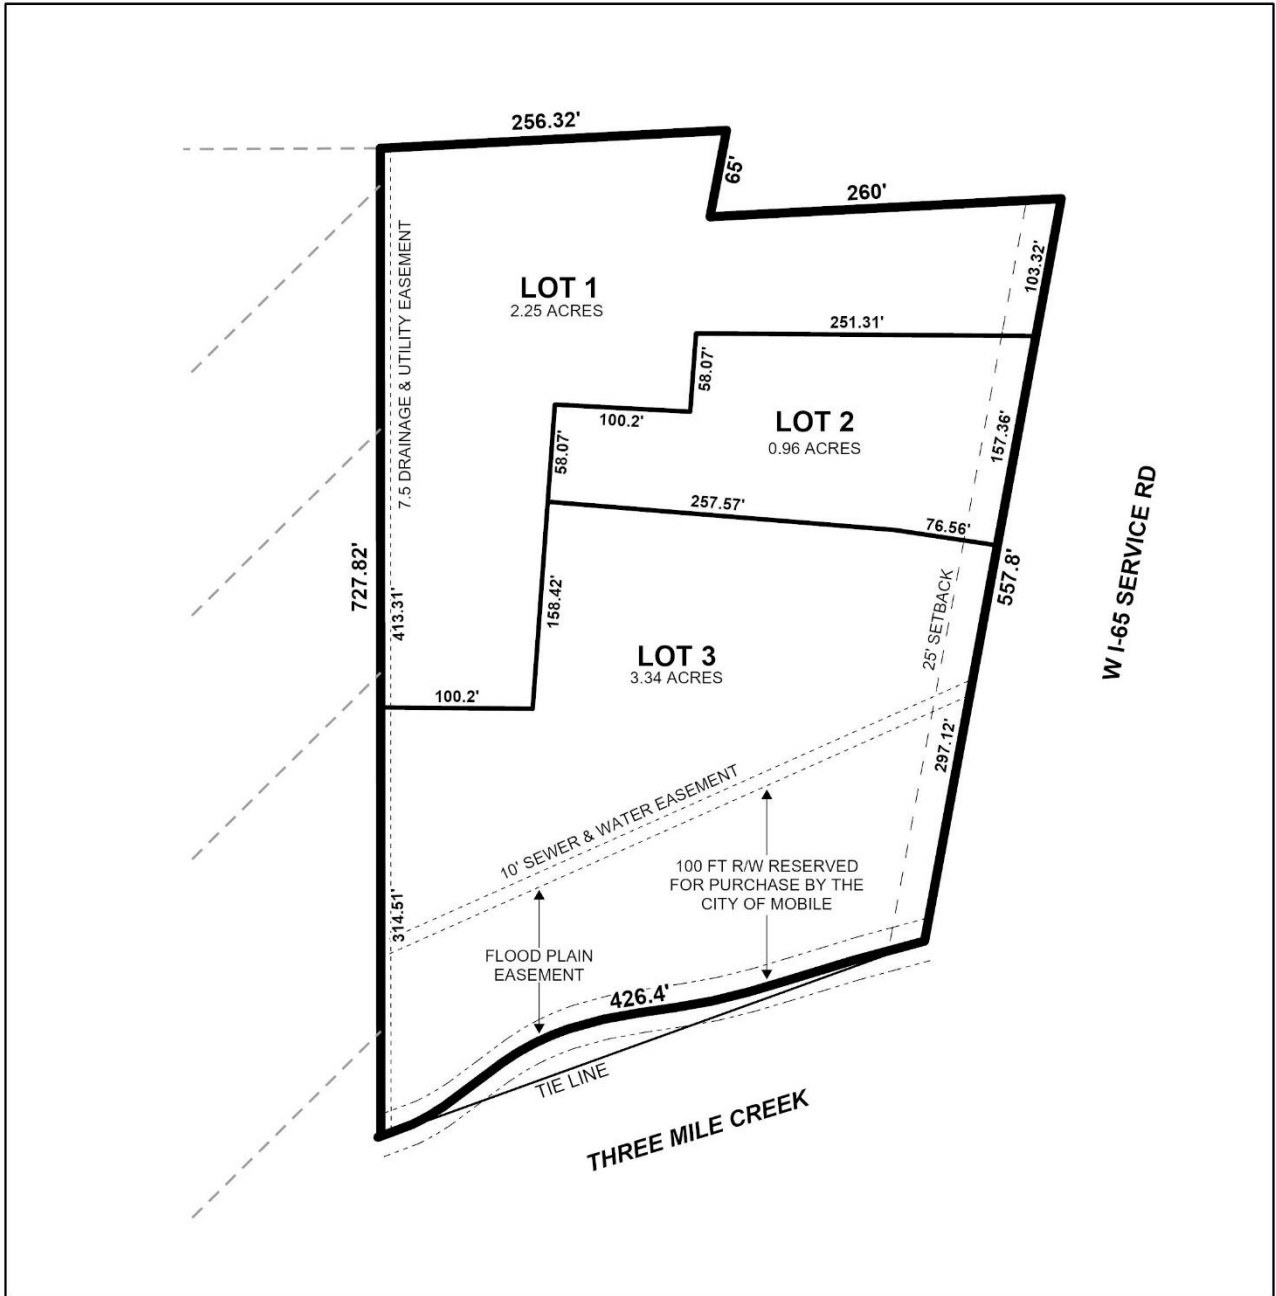 256.32'
65'
260'
103.32'
7.5 DRAINAGE & UTILITY EASEMENT
LOT 1
2.25 ACRES
251.31'
58.07'
100.2'
58.07'
LOT 2
0.96 ACRES
157.36'
257.57'
76.56'
557.8'
W I-65 SERVICE RD
727.82'
413.31'
158.42'
25' SETBACK
LOT 3
3.34 ACRES
100.2'
297.12'
10' SEWER & WATER EASEMENT
100 FT R/W RESERVED
FOR PURCHASE BY THE
CITY OF MOBILE
314.51'
FLOOD PLAIN
EASEMENT
426.4'
TIE LINE
THREE MILE CREEK